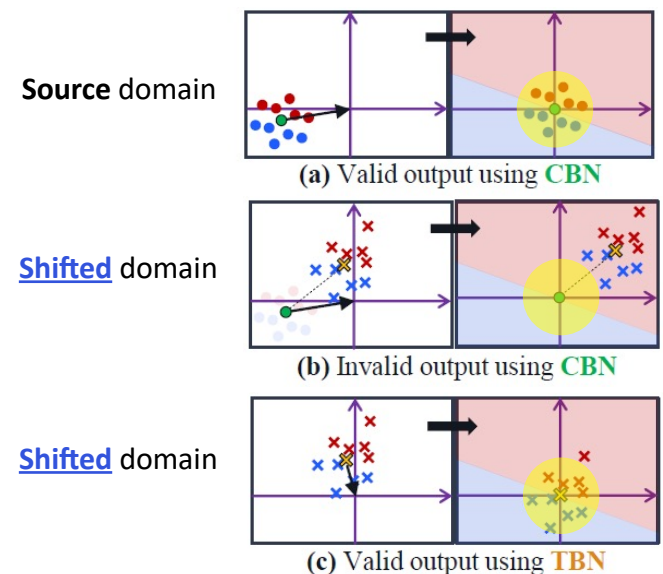 Source domain
(a) Valid output using CBN
Shifted domain
(b) Invalid output using CBN
Shifted domain
(c) Valid output using TBN